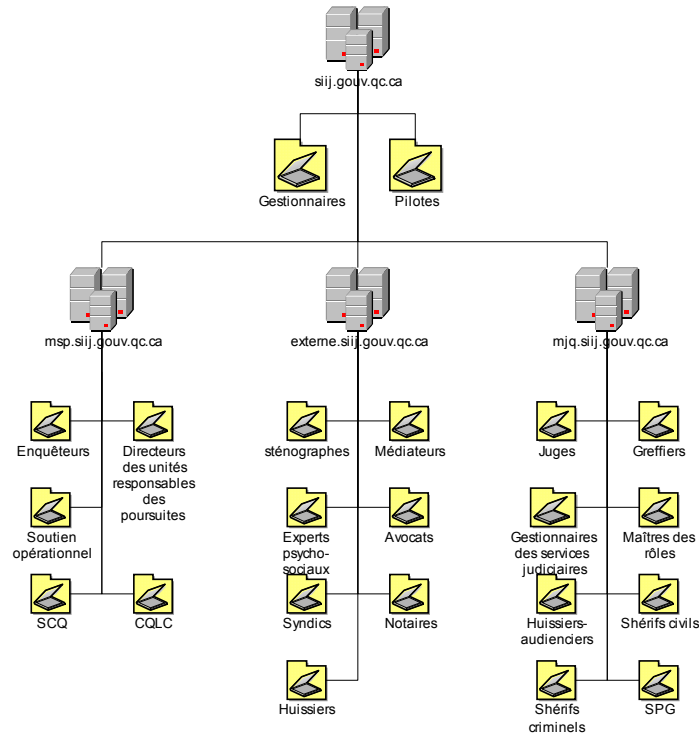 siij.gouv.qc.ca
Gestionnaires
Pilotes
msp.siij.gouv.qc.ca
externe.siij.gouv.qc.ca
mjq.siij.gouv.qc.ca
Enquêteurs
Directeurs
des unités
responsables
des
poursuites
sténographes
Médiateurs
Juges
Greffiers
Soutien
opérationnel
Experts
psycho-
sociaux
Avocats
Gestionnaires
des services
judiciaires
Maîtres des
rôles
SCQ
CQLC
Syndics
Notaires
Huissiers-
audienciers
Shérifs civils
Huissiers
Shérifs
criminels
SPG